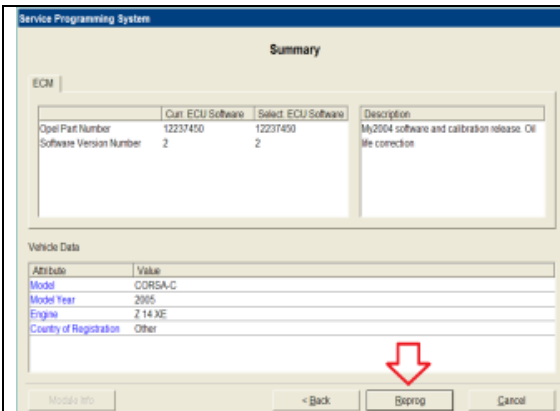 Service Programming System
Summary
ECM
Curr. ECU Software Select. ECU Software
Opel Part Number 12237450 12237450
Software Version Number 2 2
Description
My2004 software and calibration release. Oil
life correction
Vehicle Data
Attribute Value
Model CORSA-C
Model Year 2005
Engine Z 14 XE
Country of Registration Other
Module Info < Back Reprog Cancel